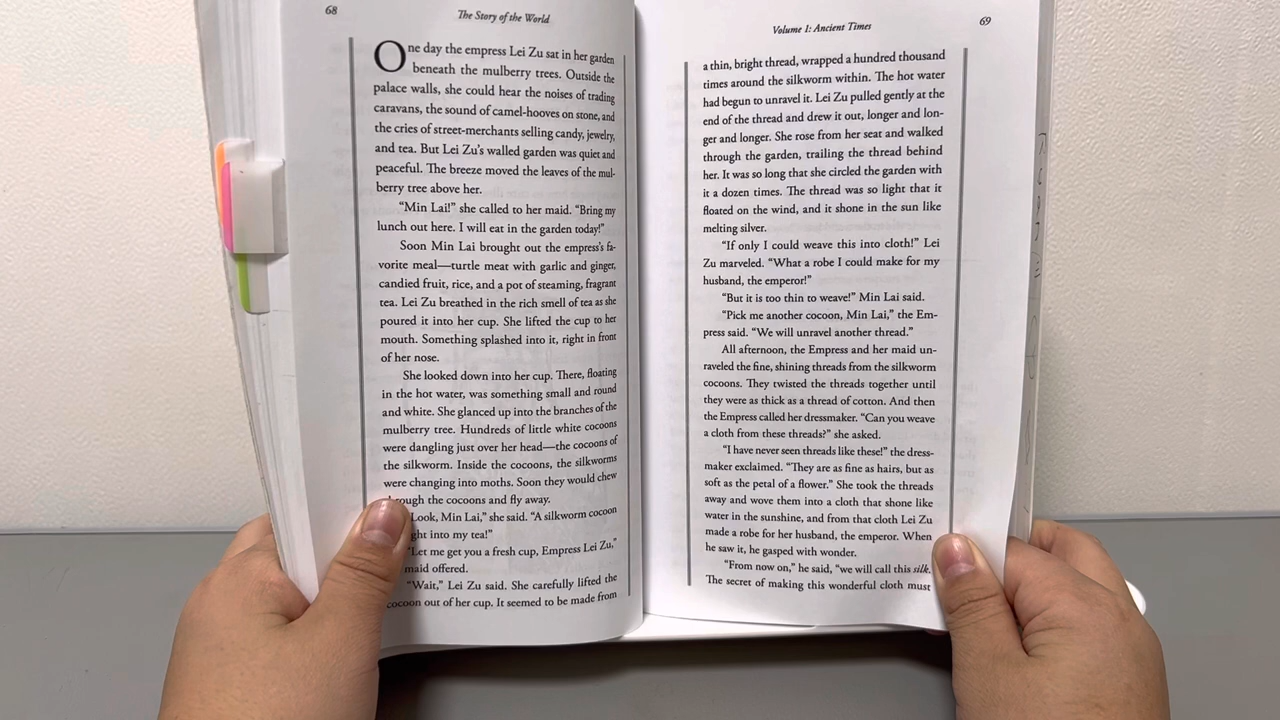 68
The Story of the World
One day the empress Lei Zu sat in her garden
beneath the mulberry trees. Outside the
palace walls, she could hear the noises of trading
caravans, the sound of camel-hooves on stone, and
the cries of street-merchants selling candy, jewelry,
and tea. But Lei Zu's walled garden was quiet and
peaceful. The breeze moved the leaves of the mul-
berry tree above her.
"Min Lai!" she called to her maid. "Bring my
lunch out here. I will eat in the garden today!"
Soon Min Lai brought out the empress's fa-
vorite meal—turtle meat with garlic and ginger,
candied fruit, rice, and a pot of steaming, fragrant
tea. Lei Zu breathed in the rich smell of tea as she
poured it into her cup. She lifted the cup to her
mouth. Something splashed into it, right in front
of her nose.
She looked down into her cup. There, floating
in the hot water, was something small and round
and white. She glanced up into the branches of the
mulberry tree. Hundreds of little white cocoons
were dangling just over her head—the cocoons of
the silkworm. Inside the cocoons, the silkworms
were changing into moths. Soon they would chew
through the cocoons and fly away.
Look, Min Lai," she said. "A silkworm cocoon
ght into my tea!"
"Let me get you a fresh cup, Empress Lei Zu,"
maid offered.
"Wait," Lei Zu said. She carefully lifted the
cocoon out of her cup. It seemed to be made from
Volume 1: Ancient Times
69
a thin, bright thread, wrapped a hundred thousand
times around the silkworm within. The hot water
had begun to unravel it. Lei Zu pulled gently at the
end of the thread and drew it out, longer and lon-
ger and longer. She rose from her seat and walked
through the garden, trailing the thread behind
her. It was so long that she circled the garden with
it a dozen times. The thread was so light that it
floated on the wind, and it shone in the sun like
melting silver.
"If only I could weave this into cloth!" Lei
Zu marveled. "What a robe I could make for my
husband, the emperor!"
"But it is too thin to weave!" Min Lai said.
"Pick me another cocoon, Min Lai," the Em-
press said. "We will unravel another thread."
All afternoon, the Empress and her maid un-
raveled the fine, shining threads from the silkworm
cocoons. They twisted the threads together until
they were as thick as a thread of cotton. And then
the Empress called her dressmaker. "Can you weave
a cloth from these threads?" she asked.
"I have never seen threads like these!" the dress-
maker exclaimed. "They are as fine as hairs, but as
soft as the petal of a flower." She took the threads
away and wove them into a cloth that shone like
water in the sunshine, and from that cloth Lei Zu
made a robe for her husband, the emperor. When
he saw it, he gasped with wonder.
"From now on," he said, "we will call this silk.
The secret of making this wonderful cloth must